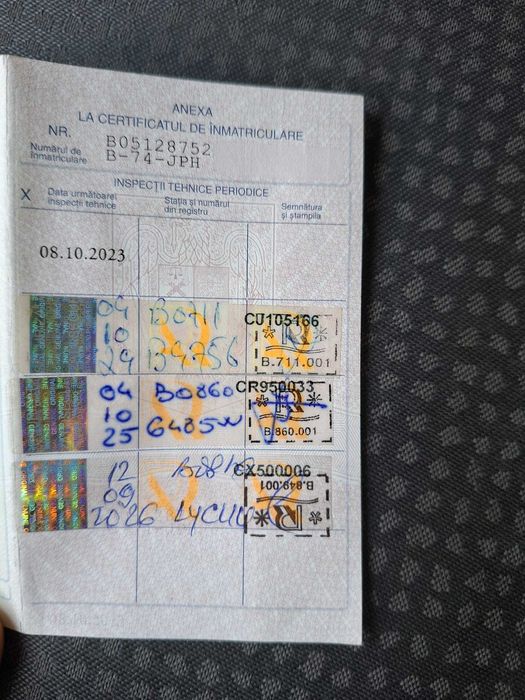 ANEXA
LA CERTIFICATUL DE ÎNMATRICULARE
NR. B05128752
Numărul de înmatriculare B-74-JPH
INSPECȚII TEHNICE PERIODICE
X Data următoarei inspecții tehnice
Stația și numărul din registru
Semnătura și ștampila
08.10.2023
04 10 24
B0711
CU105166
B.711.001
04 10 25
B0860
6485W
CR950033
B.860.001
12 09 2026
CX500006
B.849.001
R